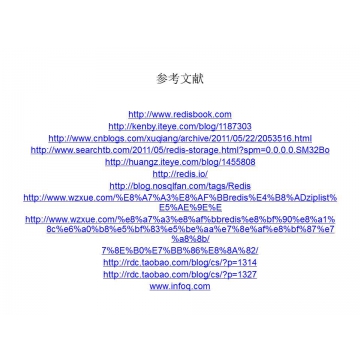 参考文献
http://www.redisbook.com
http://kenby.iteye.com/blog/1187303
http://www.cnblogs.com/xuqiang/archive/2011/05/22/2053516.html
http://www.searchtb.com/2011/05/redis-storage.html?spm=0.0.0.0.SM32Bo
http://huangz.iteye.com/blog/1455808
http://redis.io/
http://blog.nosqlfan.com/tags/Redis
http://www.wzxue.com/%E8%A7%A3%E8%AF%BBredis%E4%B8%ADziplist%
E5%AE%9E%E
http://www.wzxue.com/%e8%a7%a3%e8%af%bbredis%e8%bf%90%e8%a1%
8c%e6%a0%b8%e5%bf%83%e5%be%aa%e7%8e%af%e8%bf%87%e7
%a8%8b/
7%8E%B0%E7%BB%86%E8%8A%82/
http://rdc.taobao.com/blog/cs/?p=1314
http://rdc.taobao.com/blog/cs/?p=1327
www.infoq.com